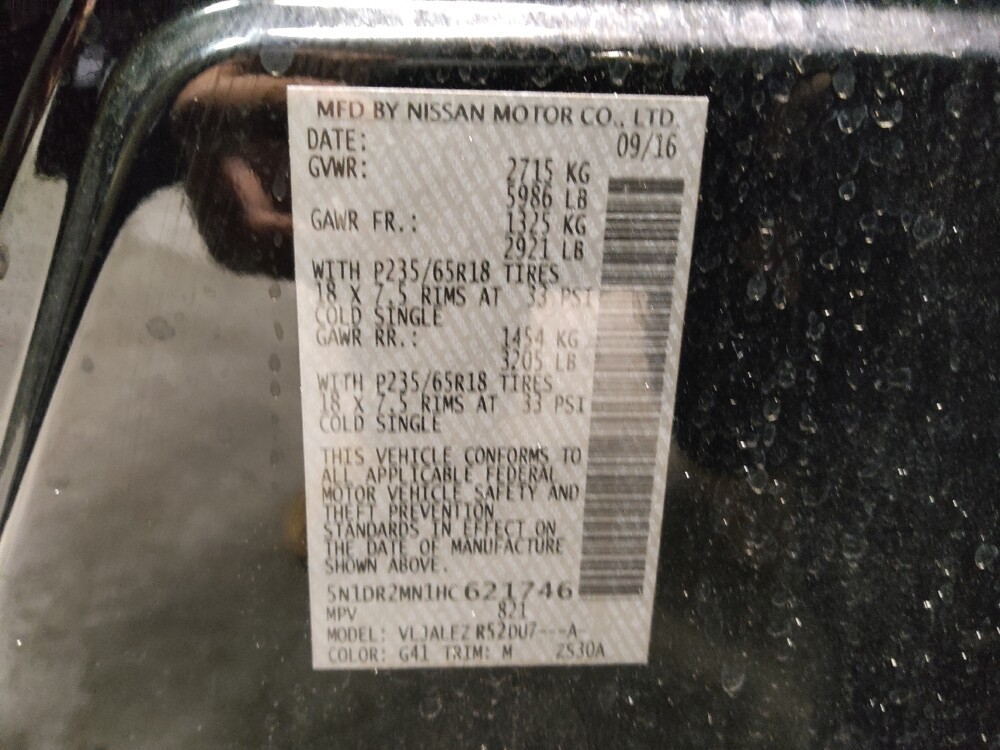 MFD BY NISSAN MOTOR CO., LTD.
DATE: 09/16
GVWR: 2715 KG
5986 LB
GAWR FR.: 1325 KG
2921 LB
WITH P235/65R18 TIRES
18 X 7.5 RIMS AT 33 PSI
COLD SINGLE
GAWR RR.: 1454 KG
3205 LB
WITH P235/65R18 TIRES
18 X 7.5 RIMS AT 33 PSI
COLD SINGLE
THIS VEHICLE CONFORMS TO
ALL APPLICABLE FEDERAL
MOTOR VEHICLE SAFETY AND
THEFT PREVENTION
STANDARDS IN EFFECT ON
THE DATE OF MANUFACTURE
SHOWN ABOVE.
5N1DR2MN1HC621746
MPV 821
MODEL: VLJALEZ R52DU7---A-
COLOR: G41 TRIM: M ZS30A